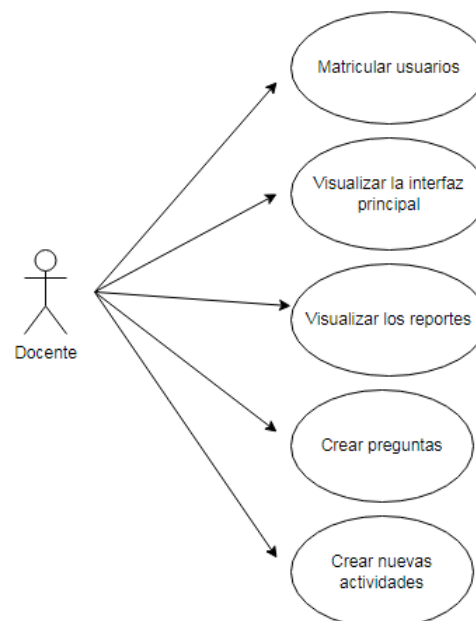 Matricular usuarios
Visualizar la interfaz
principal
Visualizar los reportes
Docente
Crear preguntas
Crear nuevas
actividades